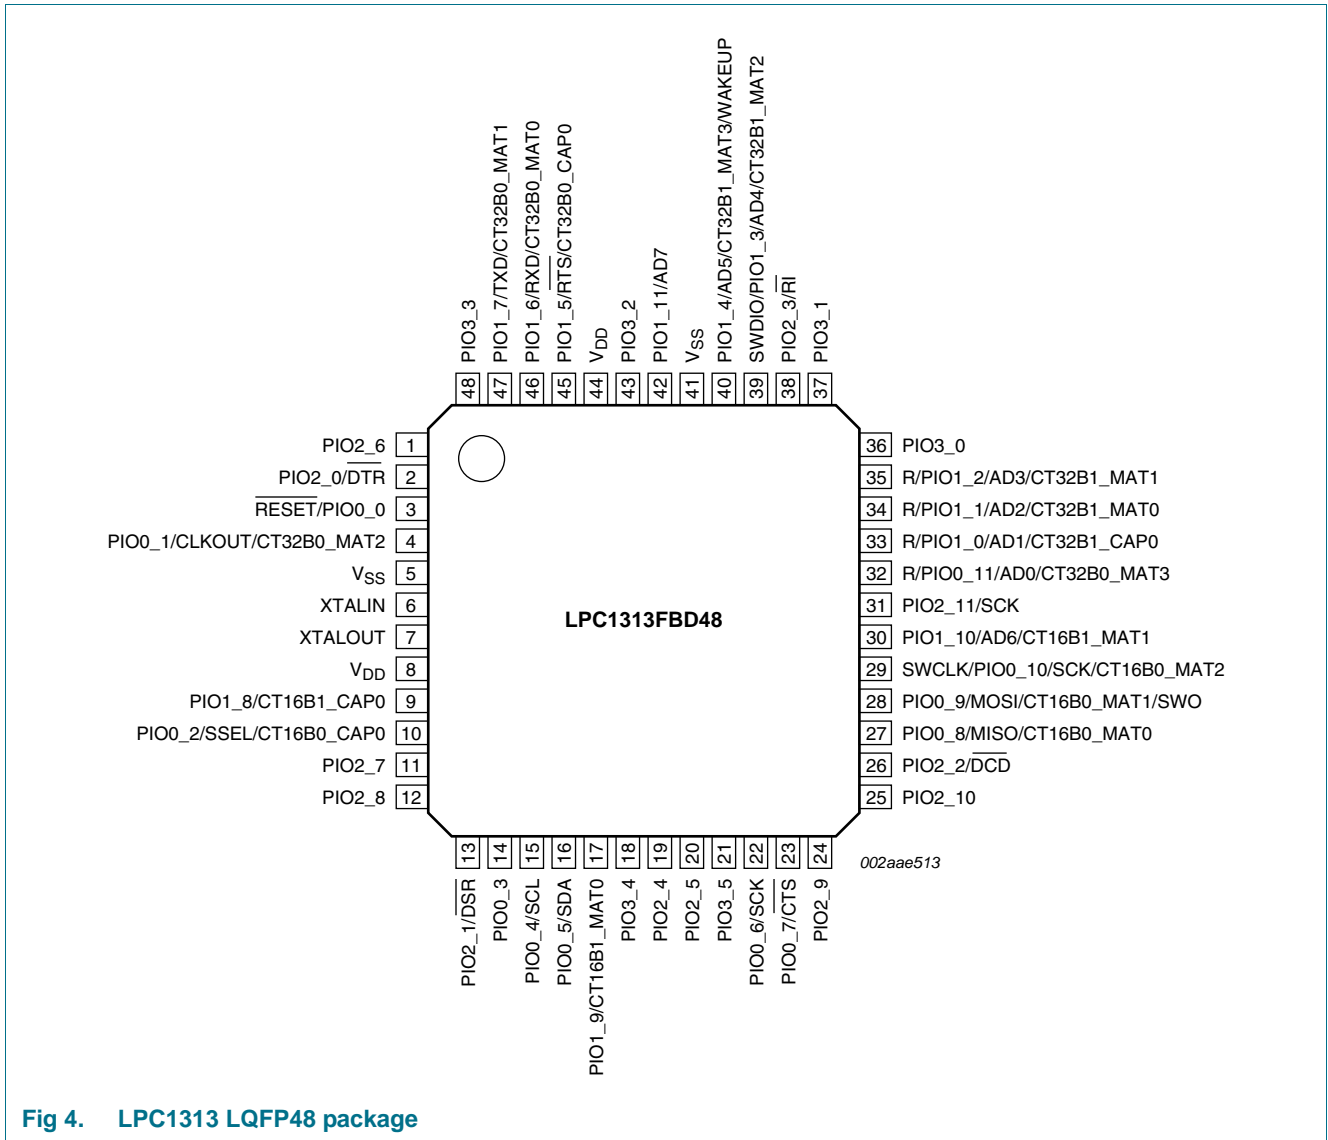 PIO3_3
PIO1_7/TXD/CT32B0_MAT1
PIO1_6/RXD/CT32B0_MAT0
PIO1_5/RTS/CT32B0_CAP0
VDD
PIO3_2
PIO1_11/AD7
VSS
PIO1_4/AD5/CT32B1_MAT3/WAKEUP
SWDIO/PIO1_3/AD4/CT32B1_MAT2
PIO2_3/RI
PIO3_1
48
47
46
45
44
43
42
41
40
39
38
37
PIO2_6 1
PIO2_0/DTR 2
RESET/PIO0_0 3
PIO0_1/CLKOUT/CT32B0_MAT2 4
VSS 5
XTALIN 6
XTALOUT 7
VDD 8
PIO1_8/CT16B1_CAP0 9
PIO0_2/SSEL/CT16B0_CAP0 10
PIO2_7 11
PIO2_8 12
LPC1313FBD48
36 PIO3_0
35 R/PIO1_2/AD3/CT32B1_MAT1
34 R/PIO1_1/AD2/CT32B1_MAT0
33 R/PIO1_0/AD1/CT32B1_CAP0
32 R/PIO0_11/AD0/CT32B0_MAT3
31 PIO2_11/SCK
30 PIO1_10/AD6/CT16B1_MAT1
29 SWCLK/PIO0_10/SCK/CT16B0_MAT2
28 PIO0_9/MOSI/CT16B0_MAT1/SWO
27 PIO0_8/MISO/CT16B0_MAT0
26 PIO2_2/DCD
25 PIO2_10
13
14
15
16
17
18
19
20
21
22
23
24
PIO2_1/DSR
PIO0_3
PIO0_4/SCL
PIO0_5/SDA
PIO1_9/CT16B1_MAT0
PIO3_4
PIO2_4
PIO2_5
PIO3_5
PIO0_6/SCK
PIO0_7/CTS
PIO2_9
002aae513
Fig 4. LPC1313 LQFP48 package